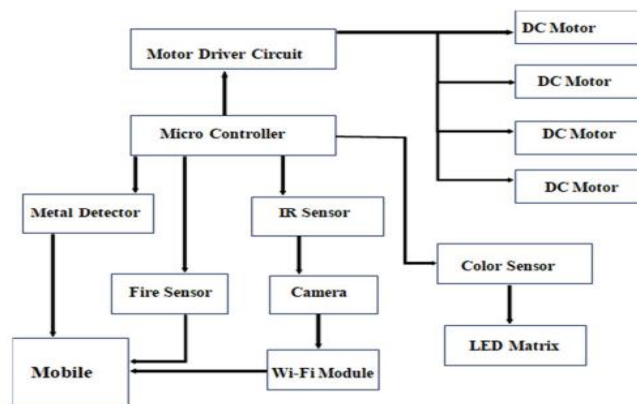 DC Motor
Motor Driver Circuit
DC Motor
Micro Controller
DC Motor
DC Motor
Metal Detector
IR Sensor
Color Sensor
Fire Sensor
Camera
LED Matrix
Mobile
Wi-Fi Module